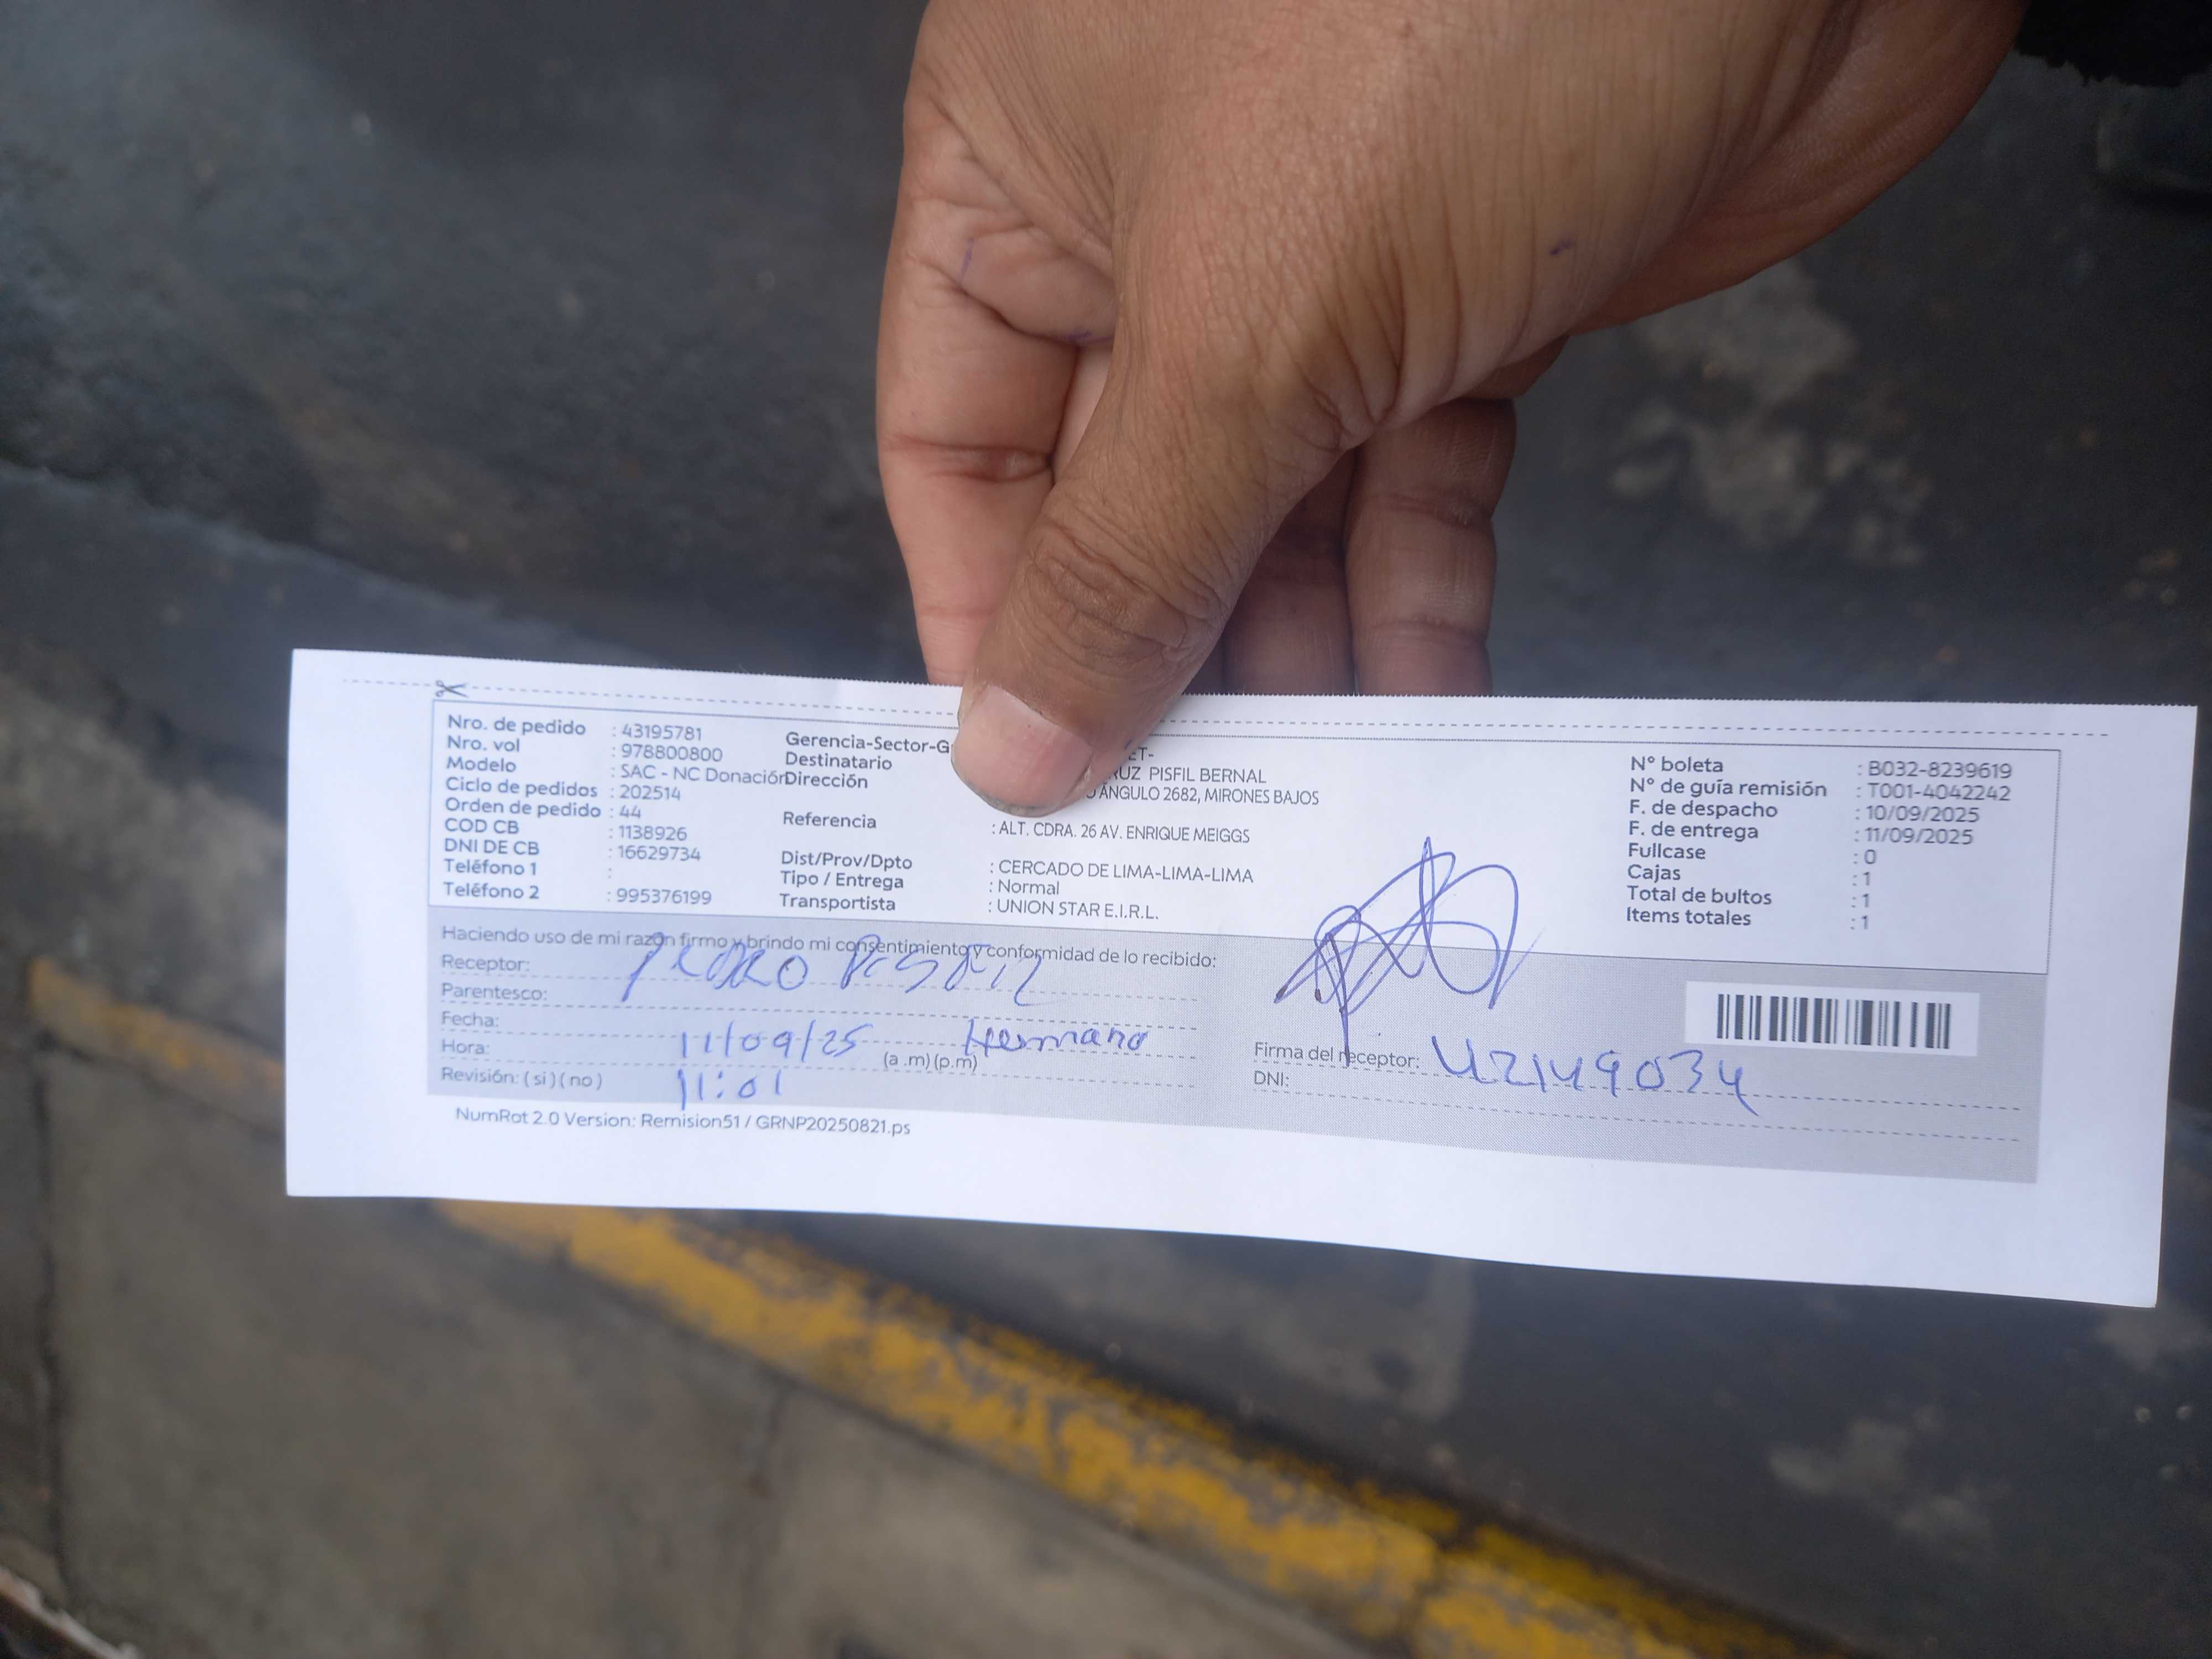 Nro. de pedido : 43195781
Nro. vol : 978800800
Modelo : SAC - NC Donación
Ciclo de pedidos : 202514
Orden de pedido : 44
COD CB : 1138926
DNI DE CB : 16629734
Teléfono 1 :
Teléfono 2 : 995376199
Gerencia-Sector-G
Destinatario PISFIL BERNAL
Dirección ANGULO 2682, MIRONES BAJOS
Referencia : ALT. CDRA. 26 AV. ENRIQUE MEIGGS
Dist/Prov/Dpto : CERCADO DE LIMA-LIMA-LIMA
Tipo / Entrega : Normal
Transportista : UNION STAR E.I.R.L.
N° boleta : B032-8239619
N° de guía remisión : T001-4042242
F. de despacho : 10/09/2025
F. de entrega : 11/09/2025
Fullcase : 0
Cajas : 1
Total de bultos : 1
Items totales : 1
Haciendo uso de mi razón firmo y brindo mi consentimiento y conformidad de lo recibido:
Receptor: PEDRO PISFIL
Parentesco: Hermano
Fecha: 11/09/25
Hora: 11:01 (a .m) (p.m)
Revisión: ( si ) ( no )
Firma del receptor:
DNI: 42149034
NumRot 2.0 Version: Remision51 / GRNP20250821.ps